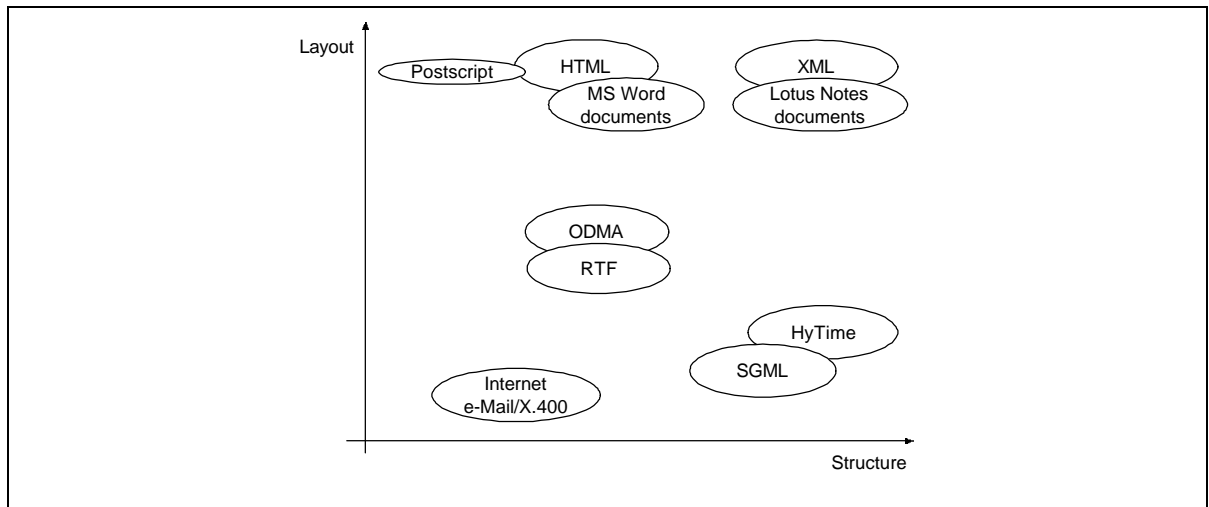 Layout
Postscript
HTML
XML
MS Word
documents
Lotus Notes
documents
ODMA
RTF
HyTime
SGML
Internet
e-Mail/X.400
Structure